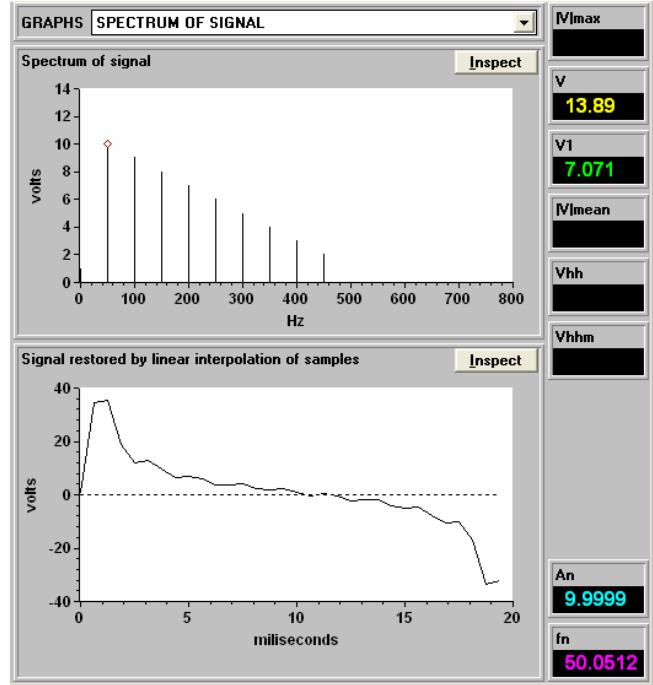 GRAPHS SPECTRUM OF SIGNAL
Spectrum of signal
Inspect
14
12
10
8
6
4
2
0
volts
0 100 200 300 400 500 600 700 800
Hz
Signal restored by linear interpolation of samples
Inspect
40
20
0
-20
-40
volts
0 5 10 15 20
miliseconds
|V|max
V
13.89
V1
7.071
|V|mean
Vhh
Vhhm
An
9.9999
fn
50.0512